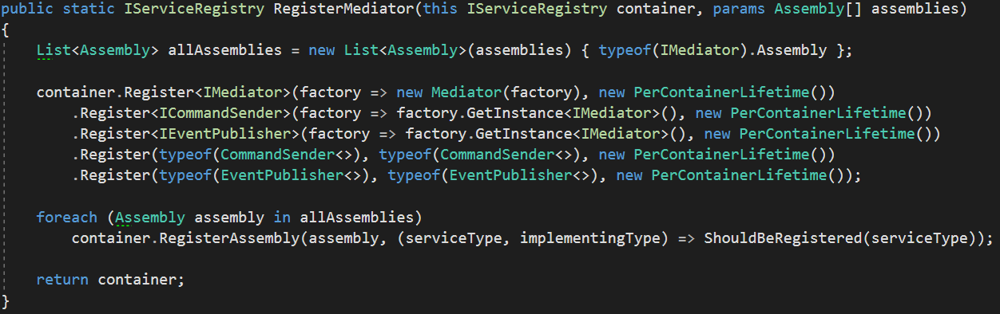 public static IServiceRegistry RegisterMediator(this IServiceRegistry container, params Assembly[] assemblies)
{
    List<Assembly> allAssemblies = new List<Assembly>(assemblies) { typeof(IMediator).Assembly };
    container.Register<IMediator>(factory => new Mediator(factory), new PerContainerLifetime())
        .Register<ICommandSender>(factory => factory.GetInstance<IMediator>(), new PerContainerLifetime())
        .Register<IEventPublisher>(factory => factory.GetInstance<IMediator>(), new PerContainerLifetime())
        .Register(typeof(CommandSender<>), typeof(CommandSender<>), new PerContainerLifetime())
        .Register(typeof(EventPublisher<>), typeof(EventPublisher<>), new PerContainerLifetime());
    foreach (Assembly assembly in allAssemblies)
        container.RegisterAssembly(assembly, (serviceType, implementingType) => ShouldBeRegistered(serviceType));
    return container;
}